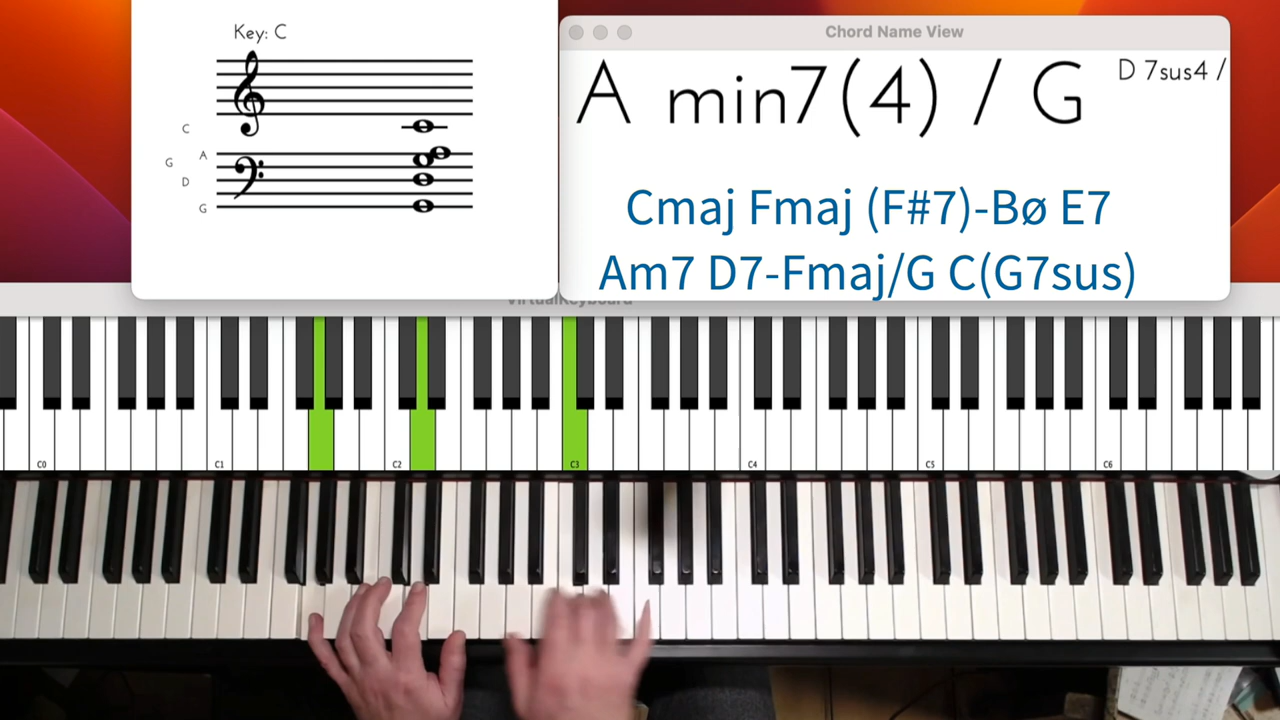 Key: C
C
A
G
D
G
Chord Name View
A min7(4) / G
D 7sus4 /
Cmaj Fmaj (F#7)-Bø E7
Am7 D7-Fmaj/G C(G7sus)
VirtualKeyboard
C0 C1 C2 C3 C4 C5 C6